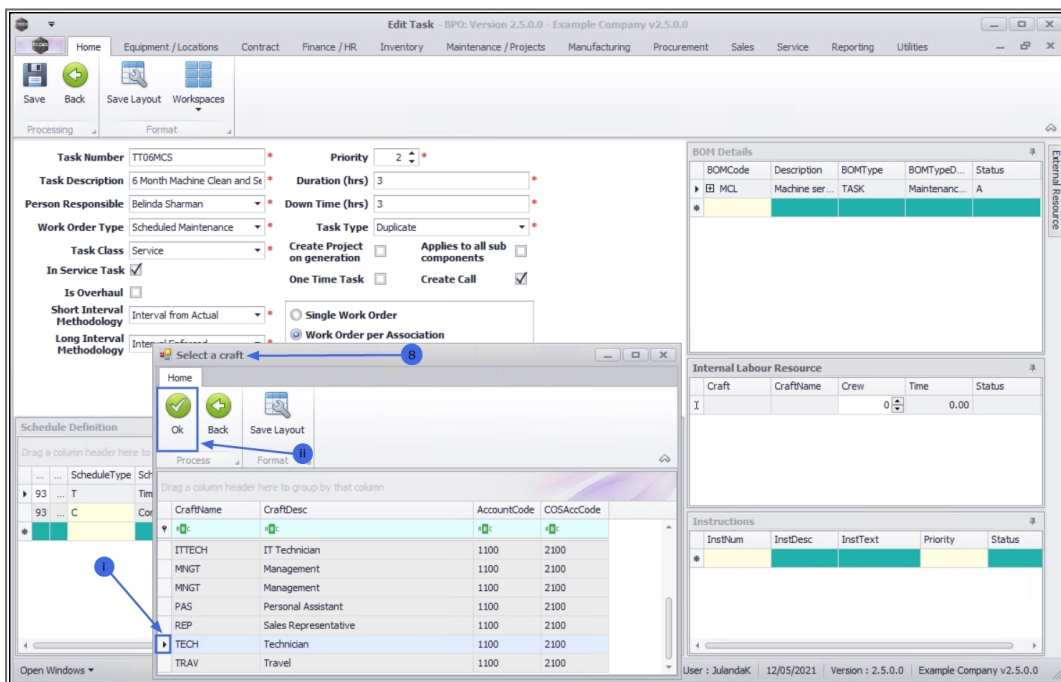 Edit Task - BPO: Version 2.5.0.0 - Example Company v2.5.0.0
Home Equipment / Locations Contract Finance / HR Inventory Maintenance / Projects Manufacturing Procurement Sales Service Reporting Utilities
Save Back Save Layout Workspaces
Processing Format
Task Number TT06MCS * Priority 2 *
Task Description 6 Month Machine Clean and Se * Duration (hrs) 3 *
Person Responsible Belinda Sharman * Down Time (hrs) 3 *
Work Order Type Scheduled Maintenance * Task Type Duplicate *
Task Class Service * Create Project on generation Applies to all sub components
In Service Task One Time Task Create Call
Is Overhaul
Short Interval Methodology Interval from Actual * Single Work Order
Long Interval Methodology Work Order per Association
BOM Details
BOMCode Description BOMType BOMTypeD... Status
MCL Machine ser... TASK Maintenanc... A
External Resource
Select a craft 8
Home
Ok Back Save Layout
ii
Process Format
Drag a column header here to group by that column
CraftName CraftDesc AccountCode COSAccCode
ITTECH IT Technician 1100 2100
MNGT Management 1100 2100
MNGT Management 1100 2100
PAS Personal Assistant 1100 2100
REP Sales Representative 1100 2100
TECH Technician 1100 2100
TRAV Travel 1100 2100
Internal Labour Resource
Craft CraftName Crew Time Status
0 0.00
Schedule Definition
Drag a column header here to
... ... ScheduleType Sch
93 ... T Tim
93 ... C Con
i
Instructions
InstNum InstDesc InstText Priority Status
Open Windows User : JulandaK 12/05/2021 Version : 2.5.0.0 Example Company v2.5.0.0